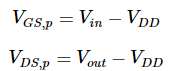 V_{GS,p} = V_{in} − V_{DD}
V_{DS,p} = V_{out} − V_{DD}